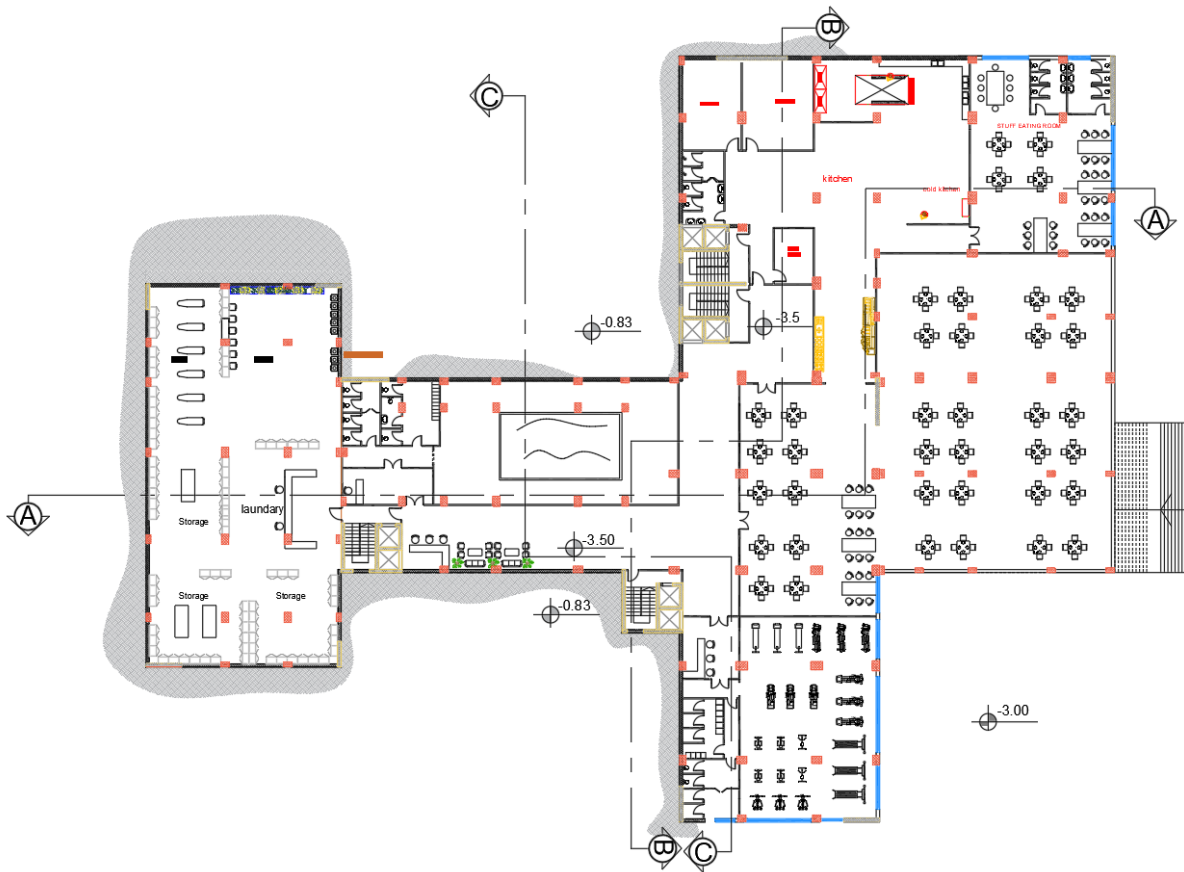 B
C
STUFF EATING ROOM
kitchen
cold kitchen
A
-0.83
-3.5
A
laundary
Storage
-3.50
Storage
Storage
-0.83
-3.00
B
C